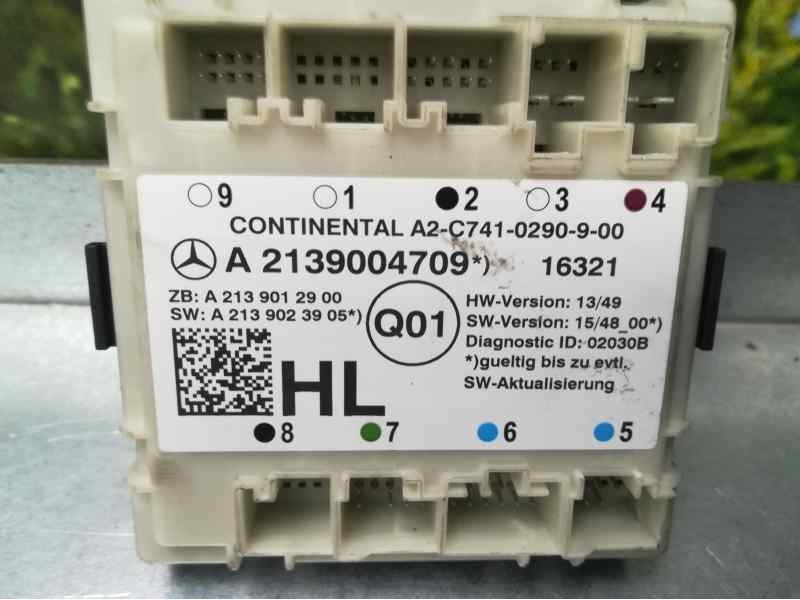 9 1 2 3 4
CONTINENTAL A2-C741-0290-9-00
A 2139004709*) 16321
ZB: A 213 901 29 00
SW: A 213 902 39 05*)
Q01
HW-Version: 13/49
SW-Version: 15/48_00*)
Diagnostic ID: 02030B
*)gueltig bis zu evtl.
SW-Aktualisierung
HL
8 7 6 5